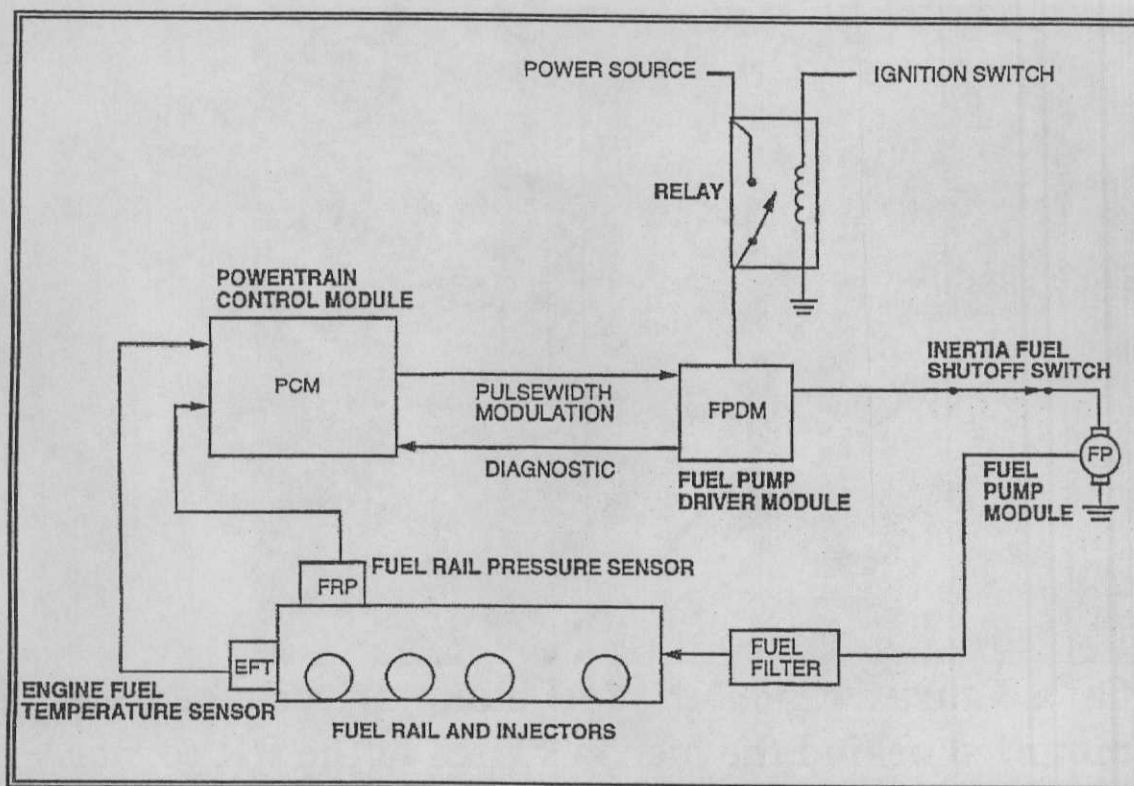 POWER SOURCE
IGNITION SWITCH
RELAY
POWERTRAIN
CONTROL MODULE
PCM
PULSEWIDTH
MODULATION
DIAGNOSTIC
FPDM
FUEL PUMP
DRIVER MODULE
INERTIA FUEL
SHUTOFF SWITCH
FP
FUEL
PUMP
MODULE
FUEL RAIL PRESSURE SENSOR
FRP
FUEL
FILTER
EFT
ENGINE FUEL
TEMPERATURE SENSOR
FUEL RAIL AND INJECTORS